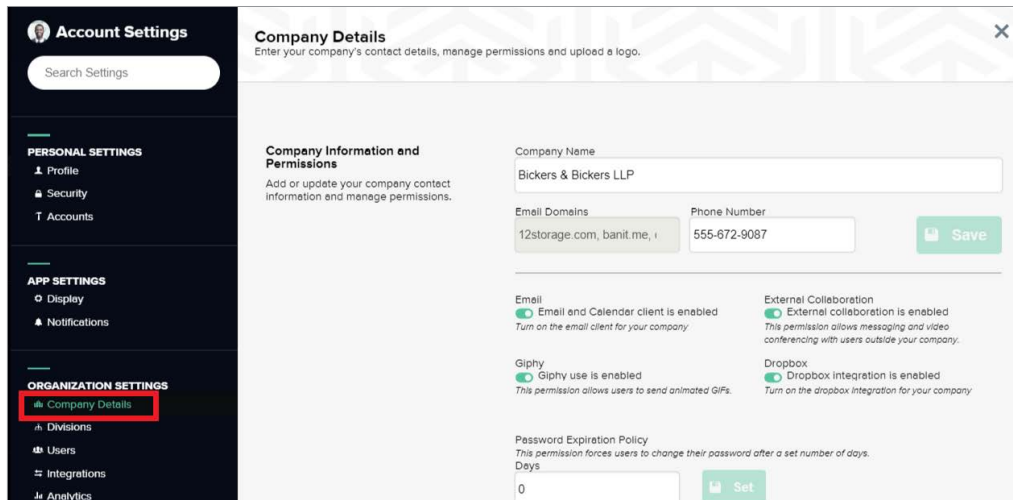 Account Settings
Search Settings
PERSONAL SETTINGS
Profile
Security
Accounts
APP SETTINGS
Display
Notifications
ORGANIZATION SETTINGS
Company Details
Divisions
Users
Integrations
Analytics
Company Details
Enter your company's contact details, manage permissions and upload a logo.
Company Information and
Permissions
Add or update your company contact
information and manage permissions.
Company Name
Bickers & Bickers LLP
Email Domains
Phone Number
12storage.com, banit.me,
555-672-9087
Save
Email
Email and Calendar client is enabled
Turn on the email client for your company
External Collaboration
External collaboration is enabled
This permission allows messaging and video
conferencing with users outside your company.
Giphy
Giphy use is enabled
This permission allows users to send animated GIFs.
Dropbox
Dropbox integration is enabled
Turn on the dropbox integration for your company
Password Expiration Policy
This permission forces users to change their password after a set number of days.
Days
0
Set